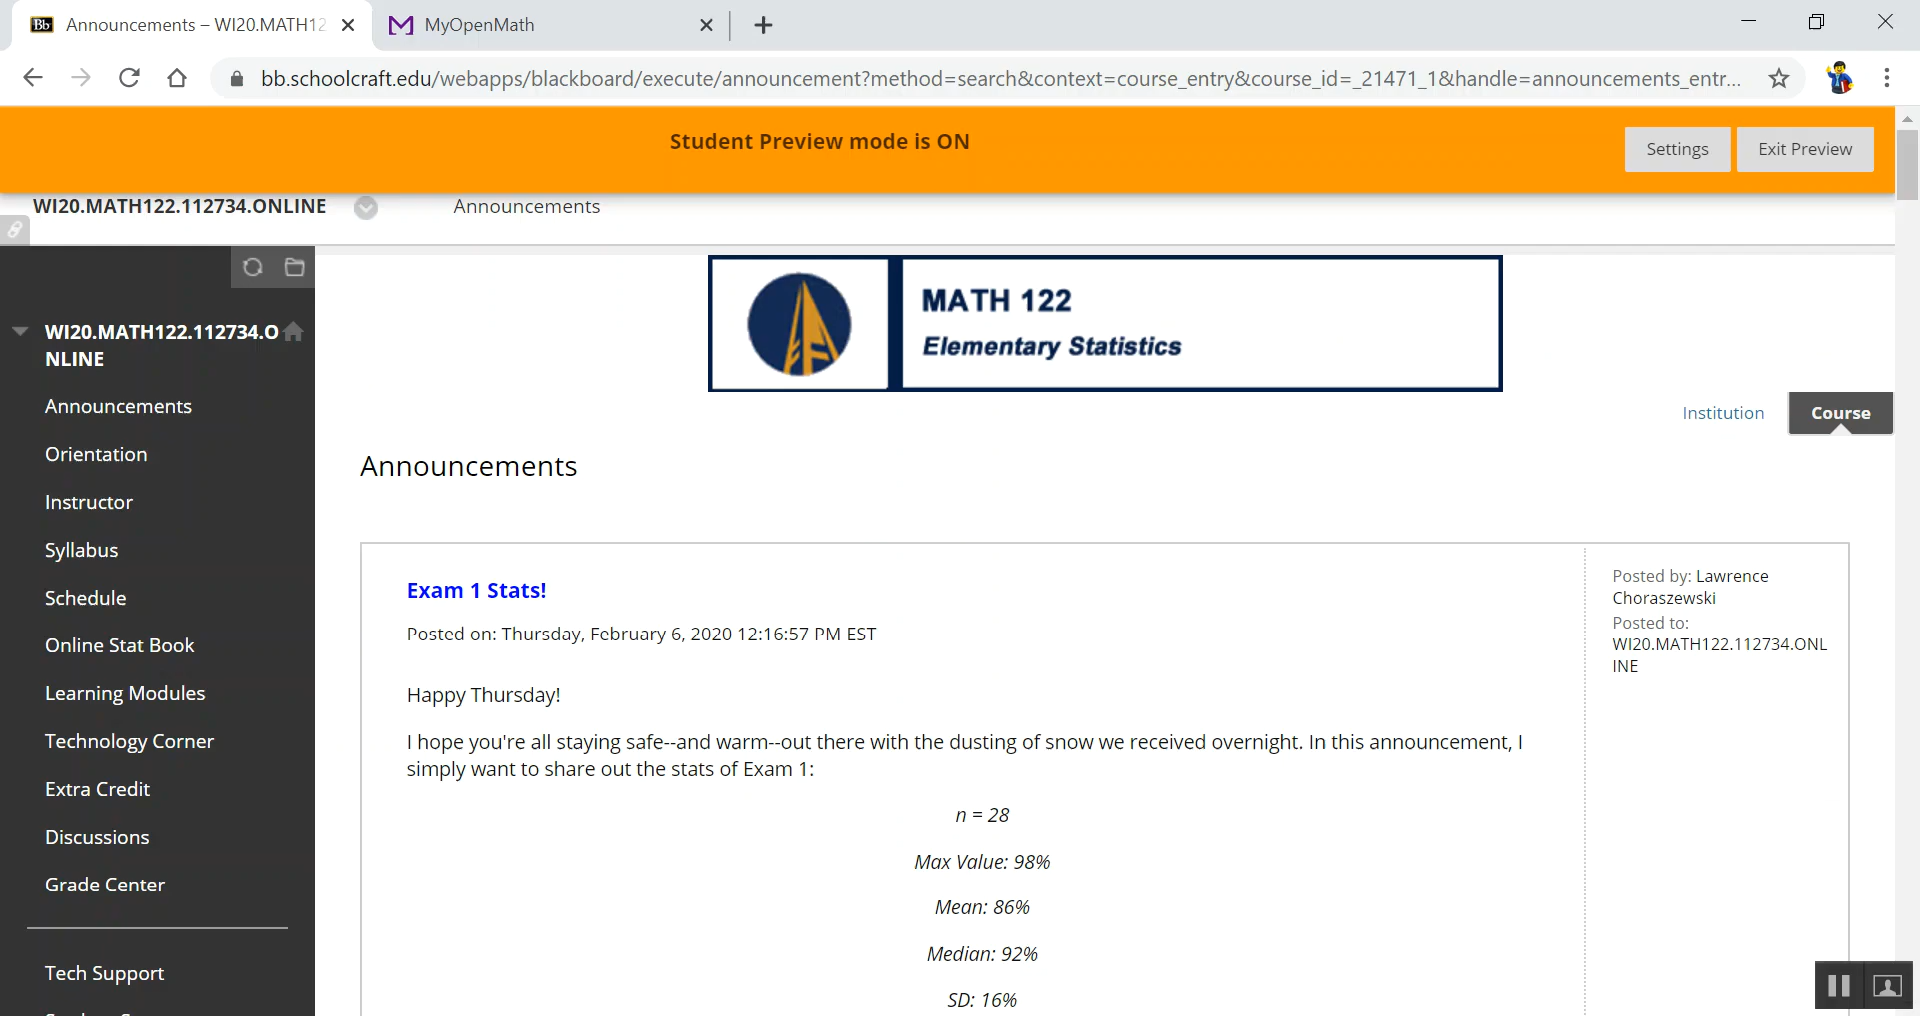 Bb Announcements – WI20.MATH12
MyOpenMath
bb.schoolcraft.edu/webapps/blackboard/execute/announcement?method=search&context=course_entry&course_id=_21471_1&handle=announcements_entr...
Student Preview mode is ON
Settings
Exit Preview
WI20.MATH122.112734.ONLINE
Announcements
MATH 122
Elementary Statistics
WI20.MATH122.112734.O
NLINE
Announcements
Orientation
Instructor
Syllabus
Schedule
Online Stat Book
Learning Modules
Technology Corner
Extra Credit
Discussions
Grade Center
Tech Support
Institution
Course
Announcements
Exam 1 Stats!
Posted on: Thursday, February 6, 2020 12:16:57 PM EST
Happy Thursday!
I hope you're all staying safe--and warm--out there with the dusting of snow we received overnight. In this announcement, I
simply want to share out the stats of Exam 1:
n = 28
Max Value: 98%
Mean: 86%
Median: 92%
SD: 16%
Posted by: Lawrence
Choraszewski
Posted to:
WI20.MATH122.112734.ONL
INE